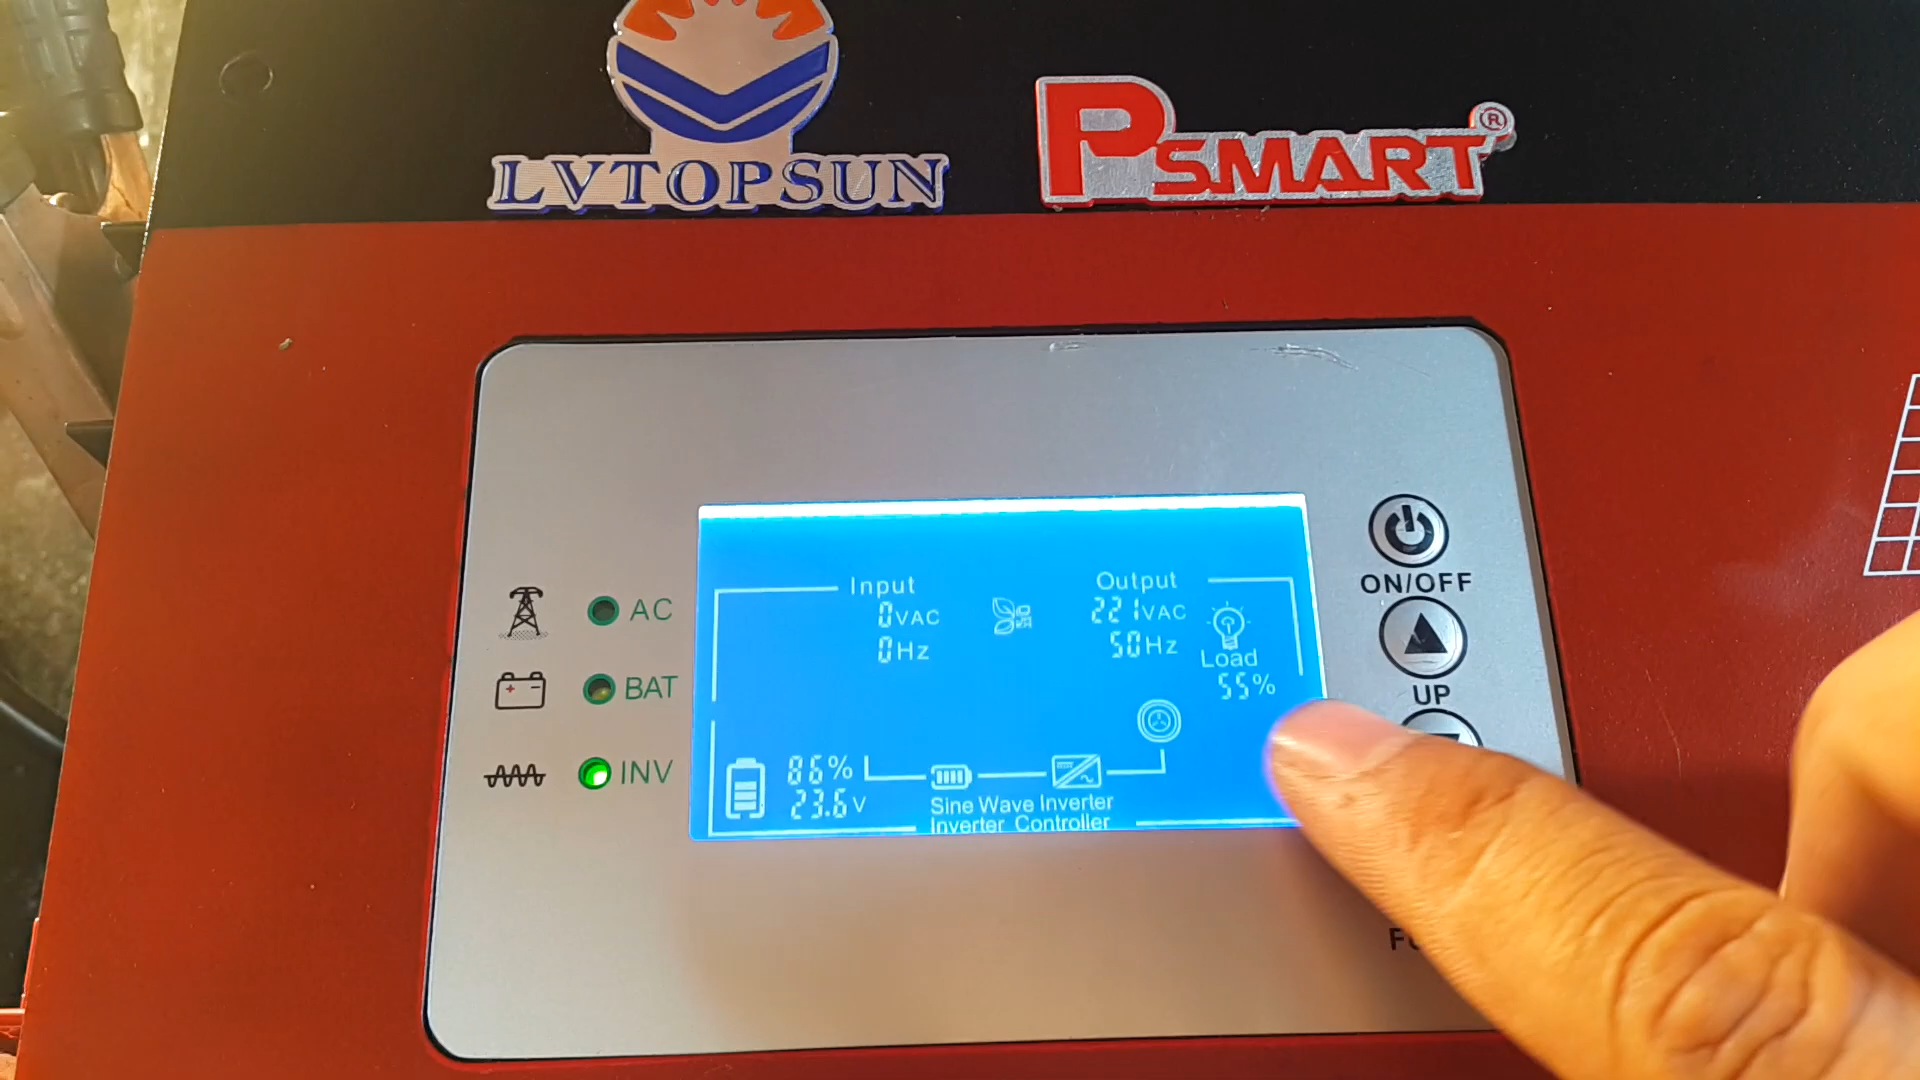 LVTOPSUN
PSMART®
ON/OFF
UP
AC
BAT
INV
Input
0VAC
0Hz
Output
221VAC
50Hz
Load
55%
86%
23.6V
Sine Wave Inverter
Inverter Controller